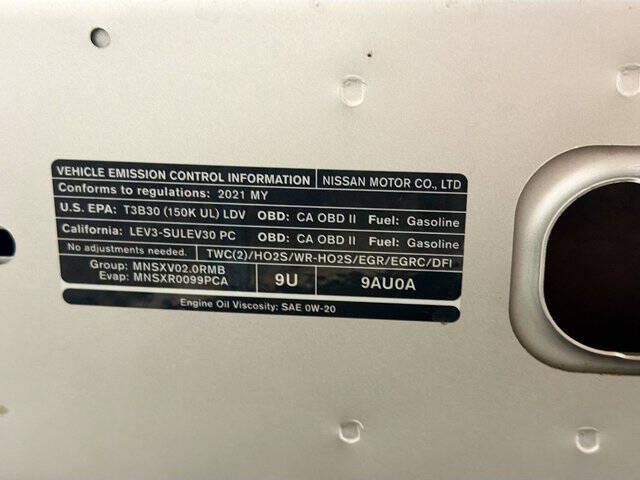 VEHICLE EMISSION CONTROL INFORMATION NISSAN MOTOR CO., LTD
Conforms to regulations: 2021 MY
U.S. EPA: T3B30 (150K UL) LDV OBD: CA OBD II Fuel: Gasoline
California: LEV3-SULEV30 PC OBD: CA OBD II Fuel: Gasoline
No adjustments needed. TWC(2)/HO2S/WR-HO2S/EGR/EGRC/DFI
Group: MNSXV02.0RMB
Evap: MNSXR0099PCA
9U 9AU0A
Engine Oil Viscosity: SAE 0W-20